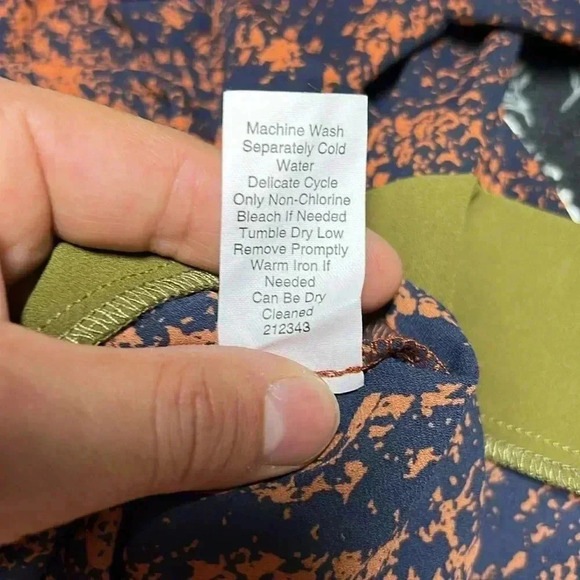 Machine Wash
Separately Cold
Water
Delicate Cycle
Only Non-Chlorine
Bleach If Needed
Tumble Dry Low
Remove Promptly
Warm Iron If
Needed
Can Be Dry
Cleaned
212343